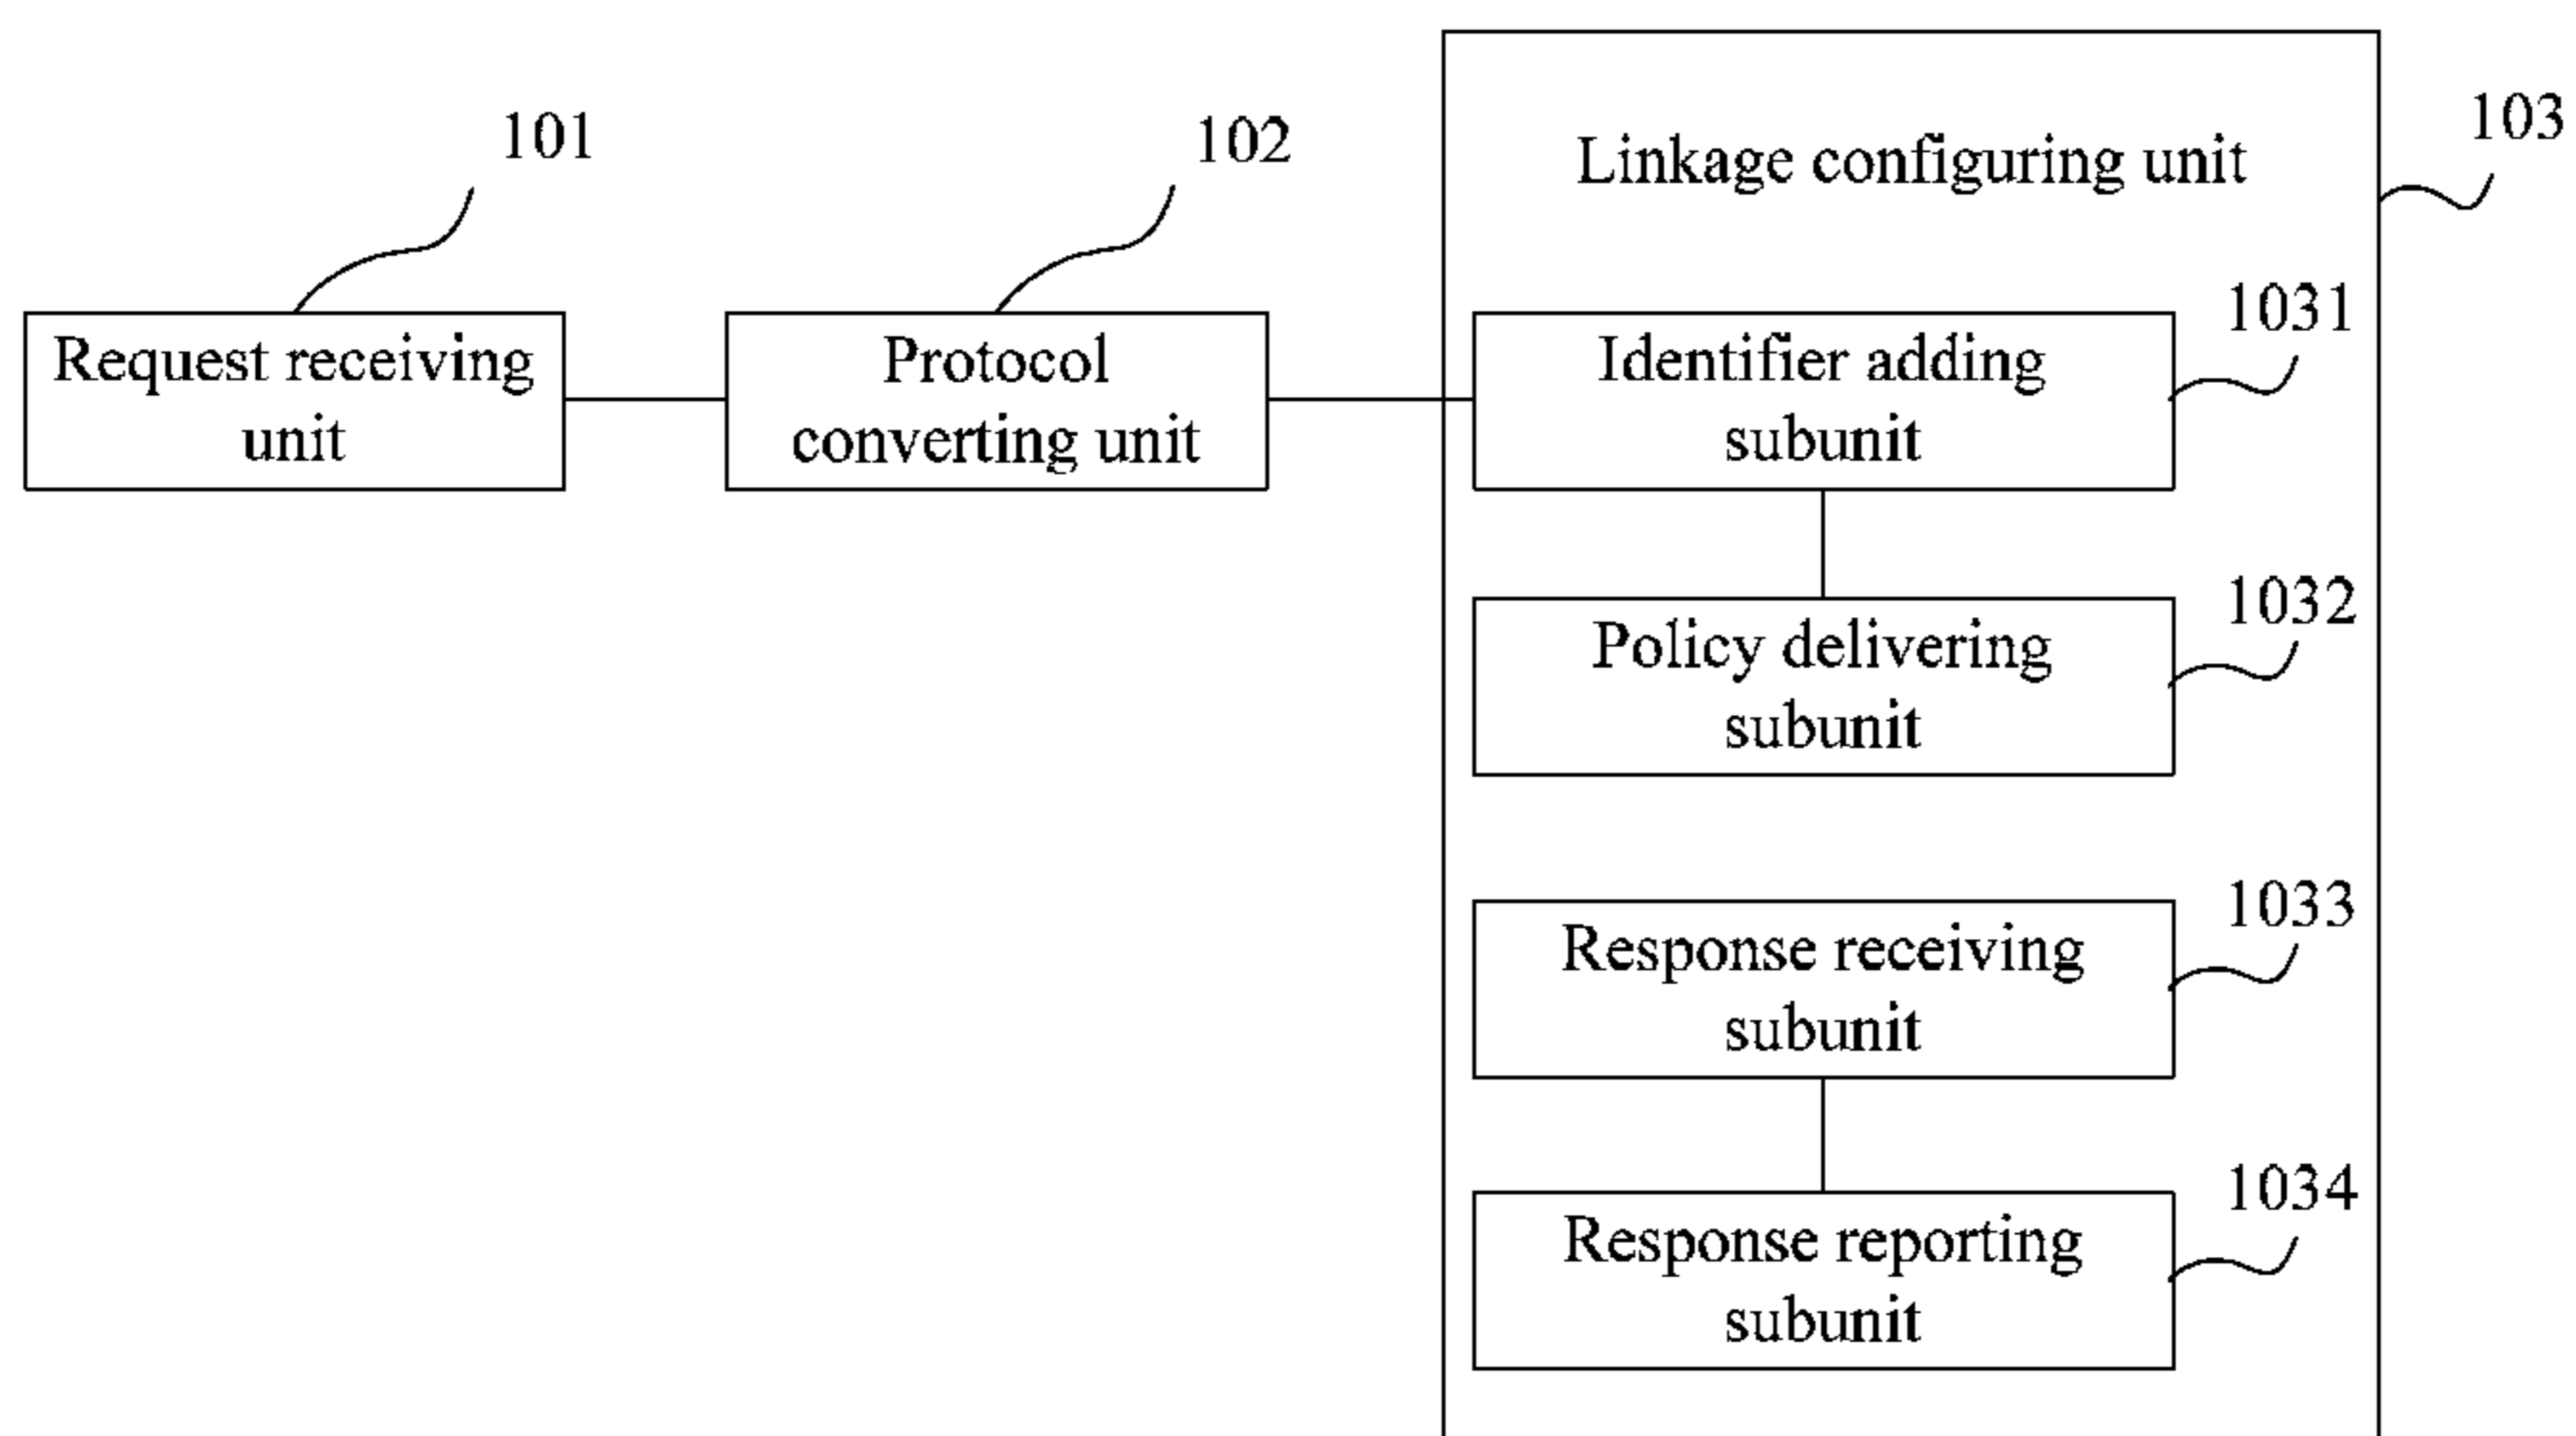 101
102
103
Linkage configuring unit
Request receiving
unit
Protocol
converting unit
1031
Identifier adding
subunit
1032
Policy delivering
subunit
1033
Response receiving
subunit
1034
Response reporting
subunit